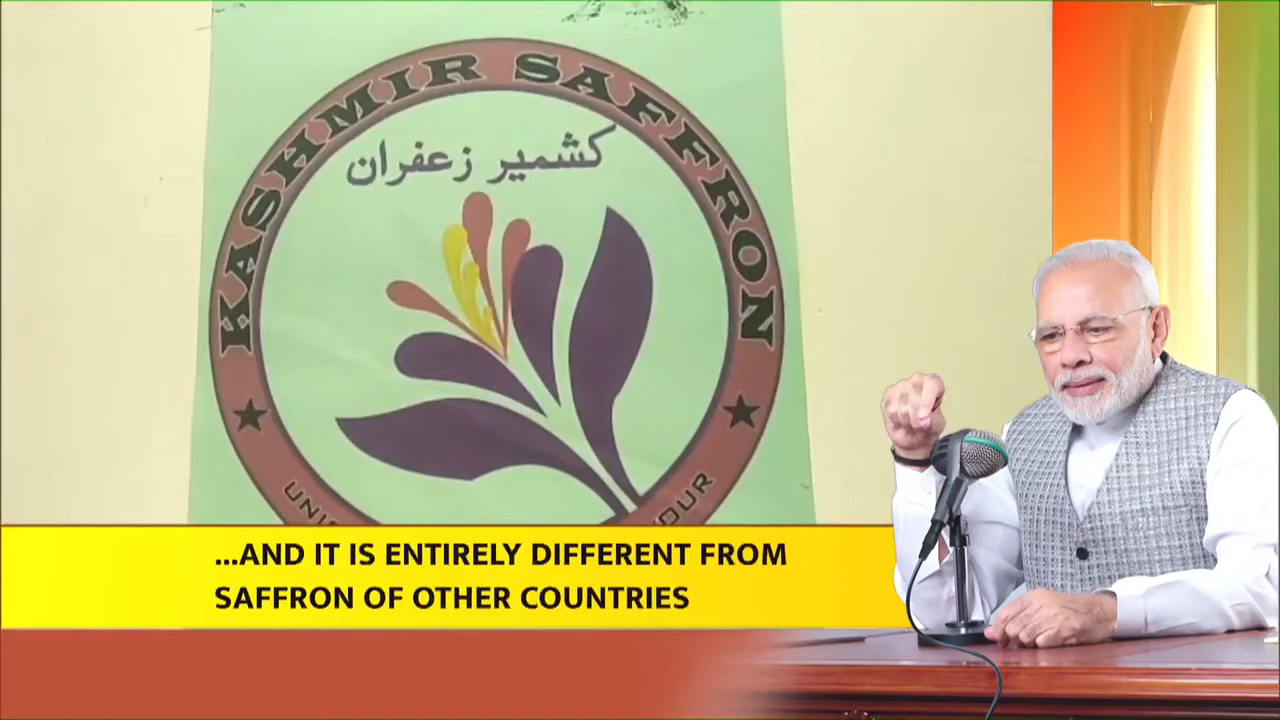 KASHMIR SAFFRON
کشمیر زعفران
...AND IT IS ENTIRELY DIFFERENT FROM
SAFFRON OF OTHER COUNTRIES